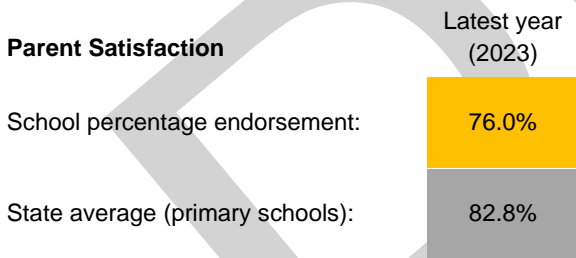 Parent Satisfaction
Latest year
(2023)
School percentage endorsement:
76.0%
State average (primary schools):
82.8%